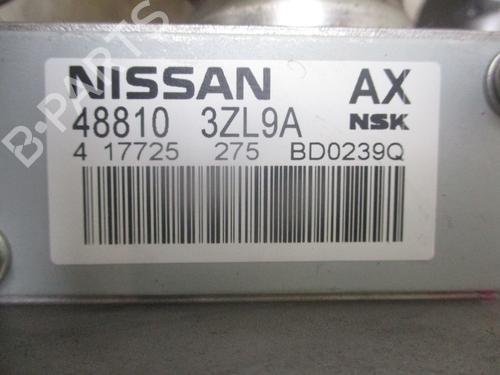 NISSAN AX
48810 3ZL9A NSK
4 17725 275 BD0239Q
B-PARTS